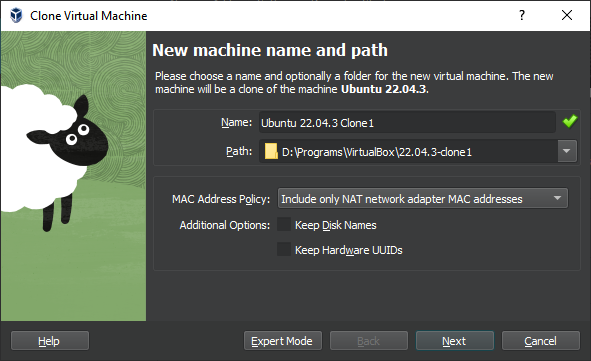 Clone Virtual Machine
?
New machine name and path
Please choose a name and optionally a folder for the new virtual machine. The new
machine will be a clone of the machine Ubuntu 22.04.3.
Name: Ubuntu 22.04.3 Clone1
Path: D:\Programs\VirtualBox\22.04.3-clone1
MAC Address Policy: Include only NAT network adapter MAC addresses
Additional Options: Keep Disk Names
Keep Hardware UUIDs
Help Expert Mode Back Next Cancel